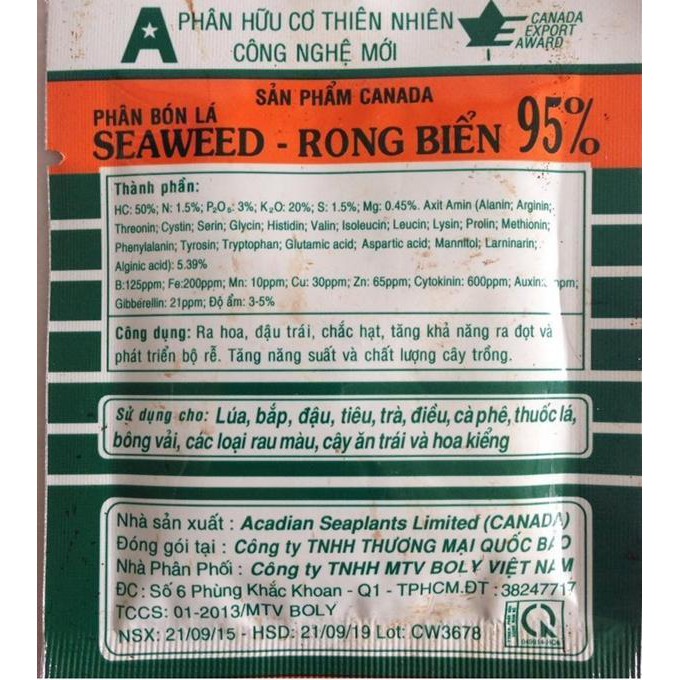 A PHÂN HỮU CƠ THIÊN NHIÊN
CÔNG NGHỆ MỚI
CANADA
EXPORT
AWARD
SẢN PHẨM CANADA
PHÂN BÓN LÁ
SEAWEED - RONG BIỂN 95%
Thành phần:
HC: 50%; N: 1.5%; P₂O₅: 3%; K₂O: 20%; S: 1.5%; Mg: 0.45%. Axit Amin (Alanin; Arginin;
Threonin; Cystin; Serin; Glycin; Histidin; Valin; Isoleucin; Leucin; Lysin; Prolin; Methionin;
Phenylalanin; Tyrosin; Tryptophan; Glutamic acid; Aspartic acid; Mannitol; Larninarin;
Alginic acid): 5.39%
B:125ppm; Fe:200ppm; Mn: 10ppm; Cu: 30ppm; Zn: 65ppm; Cytokinin: 600ppm; Auxin:
Gibberellin: 21ppm; Độ ẩm: 3-5%
Công dụng: Ra hoa, đậu trái, chắc hạt, tăng khả năng ra đọt và
phát triển bộ rễ. Tăng năng suất và chất lượng cây trồng.
Sử dụng cho: Lúa, bắp, đậu, tiêu, trà, điều, cà phê, thuốc lá,
bông vải, các loại rau màu, cây ăn trái và hoa kiểng
Nhà sản xuất : Acadian Seaplants Limited (CANADA)
Đóng gói tại : Công ty TNHH THƯƠNG MẠI QUỐC BẢO
Nhà Phân Phối : Công ty TNHH MTV BOLY VIỆT NAM
ĐC : Số 6 Phùng Khắc Khoan - Q1 - TPHCM.ĐT : 38247717
TCCS: 01-2013/MTV BOLY
NSX: 21/09/15 - HSD: 21/09/19 Lot: CW3678